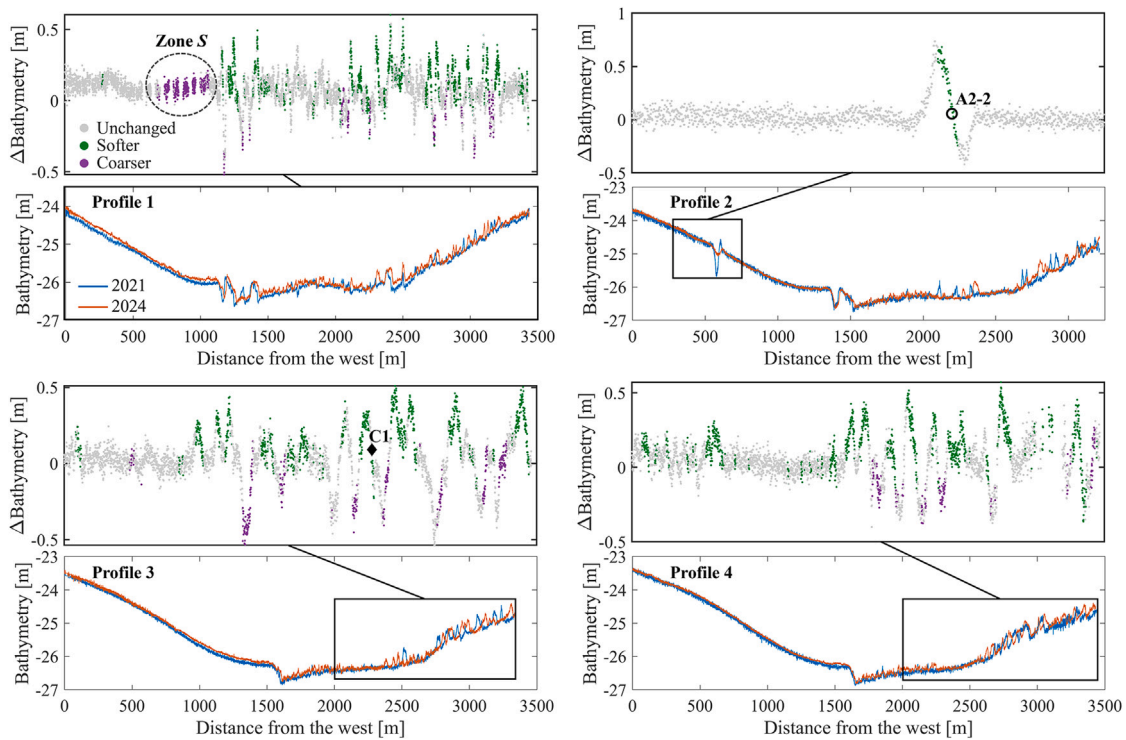 ΔBathymetry [m]
0.5
0
-0.5
Zone S
Unchanged
Softer
Coarser
ΔBathymetry [m]
1
0.5
0
-0.5
A2-2
Bathymetry [m]
-24
-25
-26
-27
Profile 1
2021
2024
0 500 1000 1500 2000 2500 3000 3500
Distance from the west [m]
Bathymetry [m]
-23
-24
-25
-26
-27
Profile 2
0 500 1000 1500 2000 2500 3000
Distance from the west [m]
ΔBathymetry [m]
0.5
0
-0.5
C1
ΔBathymetry [m]
0.5
0
-0.5
Bathymetry [m]
-23
-24
-25
-26
-27
Profile 3
0 500 1000 1500 2000 2500 3000 3500
Distance from the west [m]
Bathymetry [m]
-23
-24
-25
-26
-27
Profile 4
0 500 1000 1500 2000 2500 3000 3500
Distance from the west [m]